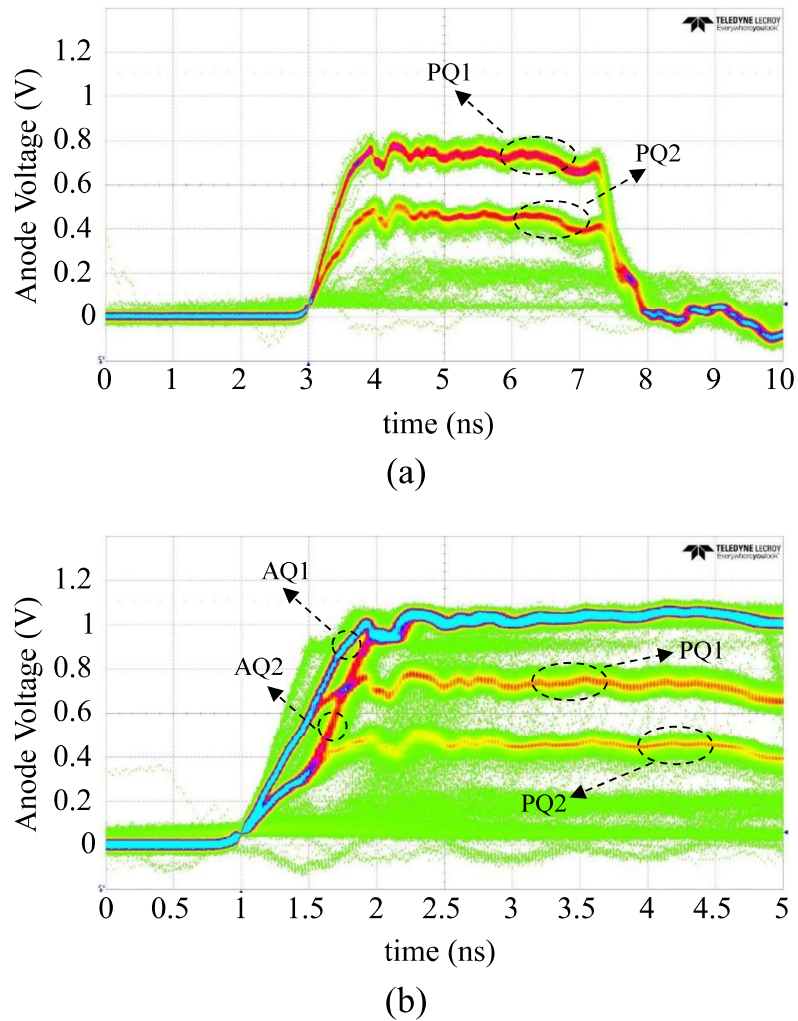 TELEDYNE LECROY
Everywhereyoulook
Anode Voltage (V)
1.2
1
0.8
0.6
0.4
0.2
0
PQ1
PQ2
0 1 2 3 4 5 6 7 8 9 10
time (ns)
(a)
TELEDYNE LECROY
Everywhereyoulook
Anode Voltage (V)
1.2
1
0.8
0.6
0.4
0.2
0
AQ1
AQ2
PQ1
PQ2
0 0.5 1 1.5 2 2.5 3 3.5 4 4.5 5
time (ns)
(b)